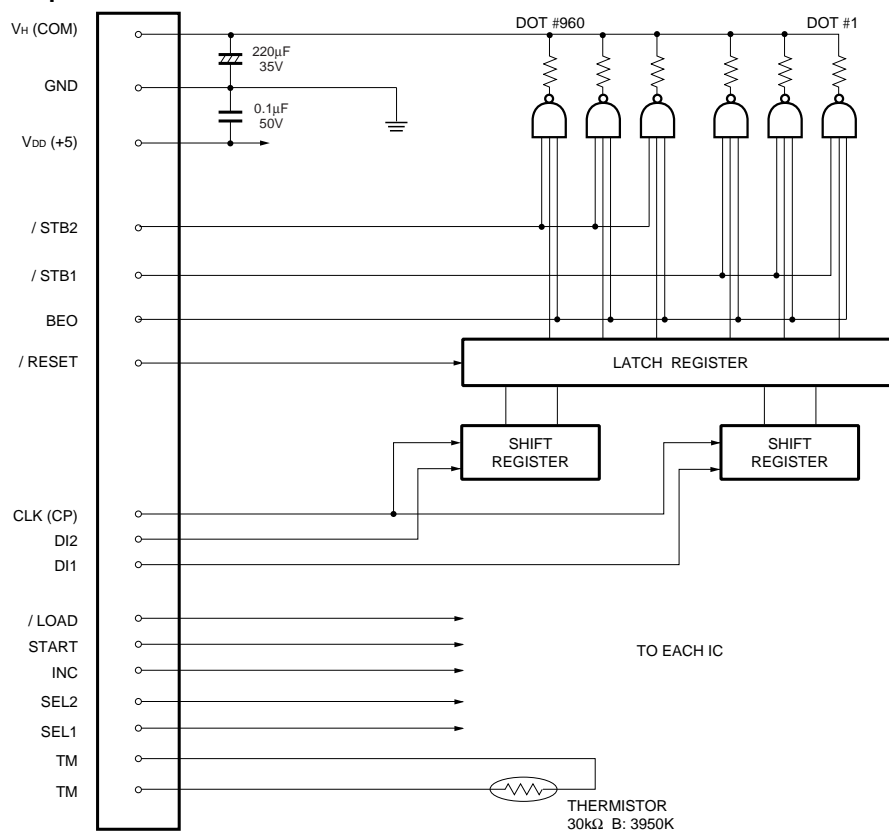 VH (COM)
DOT #960
DOT #1
220μF
35V
GND
0.1μF
50V
VDD (+5)
/ STB2
/ STB1
BEO
/ RESET
LATCH REGISTER
SHIFT
REGISTER
SHIFT
REGISTER
CLK (CP)
DI2
DI1
/ LOAD
START
TO EACH IC
INC
SEL2
SEL1
TM
TM
THERMISTOR
30kΩ B: 3950K